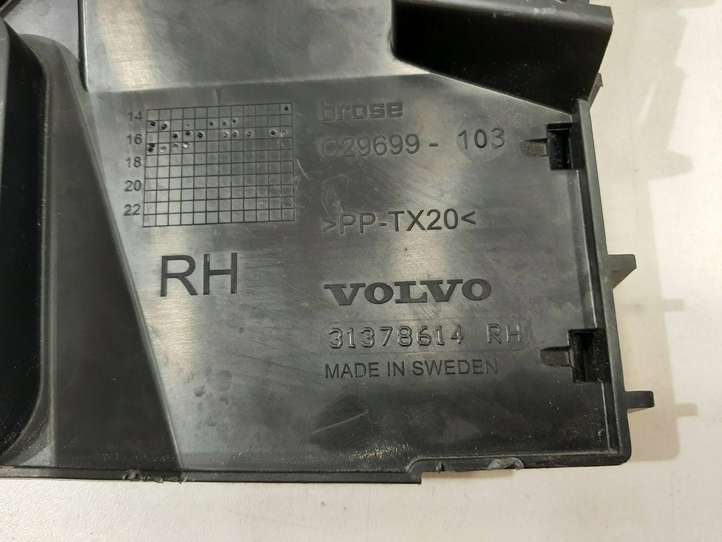 14
16
18
20
22
brose
C29699-103
>PP-TX20<
RH
VOLVO
31378614 RH
MADE IN SWEDEN